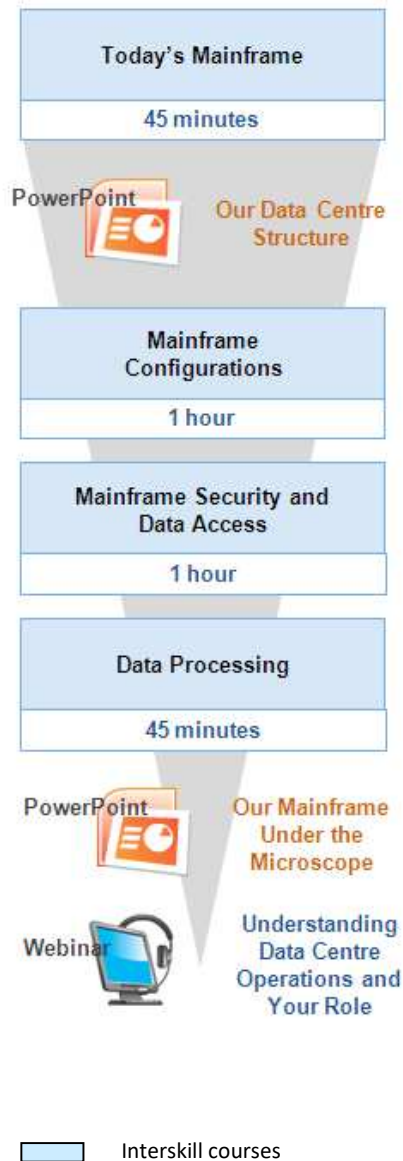 Today's Mainframe
45 minutes
PowerPoint
Our Data Centre
Structure
Mainframe
Configurations
1 hour
Mainframe Security and
Data Access
1 hour
Data Processing
45 minutes
PowerPoint
Our Mainframe
Under the
Microscope
Webinar
Understanding
Data Centre
Operations and
Your Role
Interskill courses